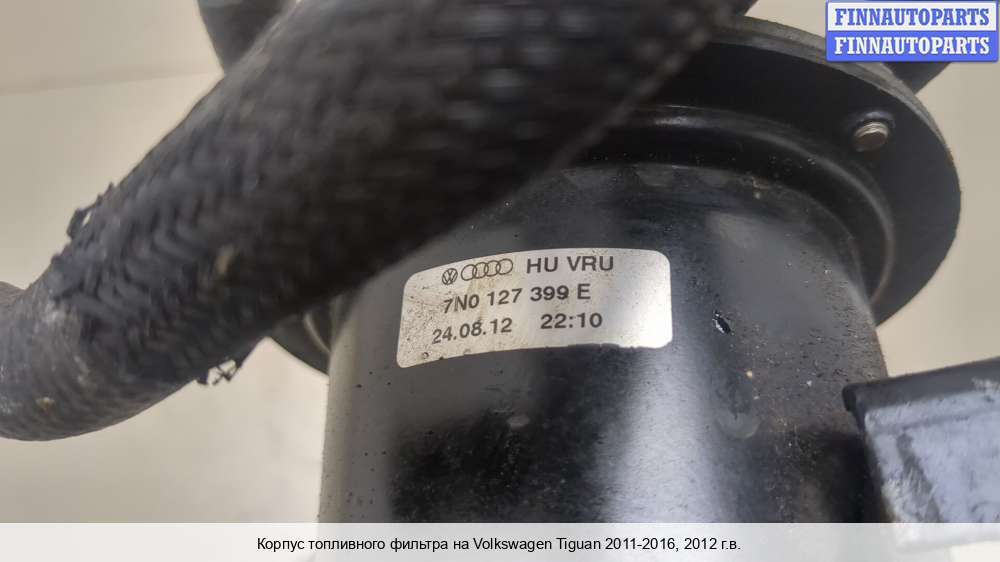 FINNAUTOPARTS
FINNAUTOPARTS
HU VRU
7N0 127 399 E
24.08.12 22:10
Корпус топливного фильтра на Volkswagen Tiguan 2011-2016, 2012 г.в.